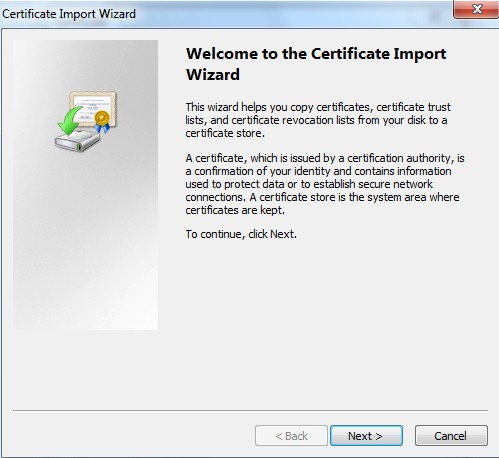 Certificate Import Wizard
Welcome to the Certificate Import
Wizard
This wizard helps you copy certificates, certificate trust
lists, and certificate revocation lists from your disk to a
certificate store.
A certificate, which is issued by a certification authority, is
a confirmation of your identity and contains information
used to protect data or to establish secure network
connections. A certificate store is the system area where
certificates are kept.
To continue, click Next.
< Back
Next >
Cancel